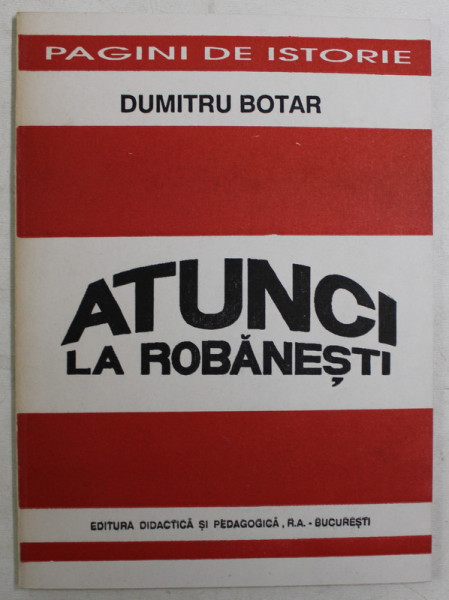 PAGINI DE ISTORIE
DUMITRU BOTAR
ATUNCI
LA ROBĂNEȘTI
EDITURA DIDACTICĂ ȘI PEDAGOGICĂ, R.A. - BUCUREȘTI